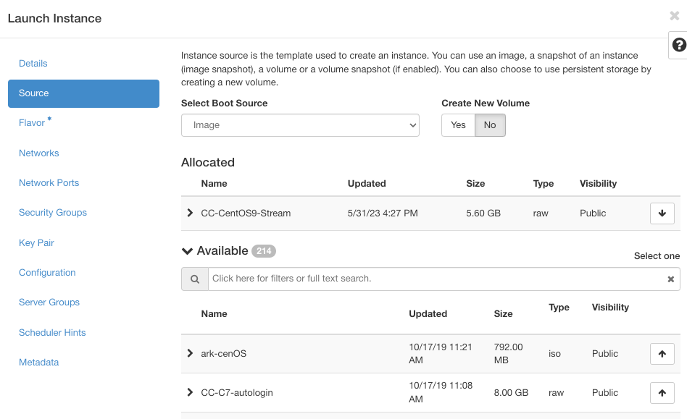 Launch Instance
×
?
Details
Source
Flavor *
Networks
Network Ports
Security Groups
Key Pair
Configuration
Server Groups
Scheduler Hints
Metadata
Instance source is the template used to create an instance. You can use an image, a snapshot of an instance
(image snapshot), a volume or a volume snapshot (if enabled). You can also choose to use persistent storage by
creating a new volume.
Select Boot Source Create New Volume
Image Yes No
Allocated
Name Updated Size Type Visibility
CC-CentOS9-Stream 5/31/23 4:27 PM 5.60 GB raw Public
Available 214
Select one
Click here for filters or full text search. ×
Name Updated Size Type Visibility
ark-cenOS 10/17/19 11:21 AM 792.00 MB iso Public
CC-C7-autologin 10/17/19 11:08 AM 8.00 GB raw Public